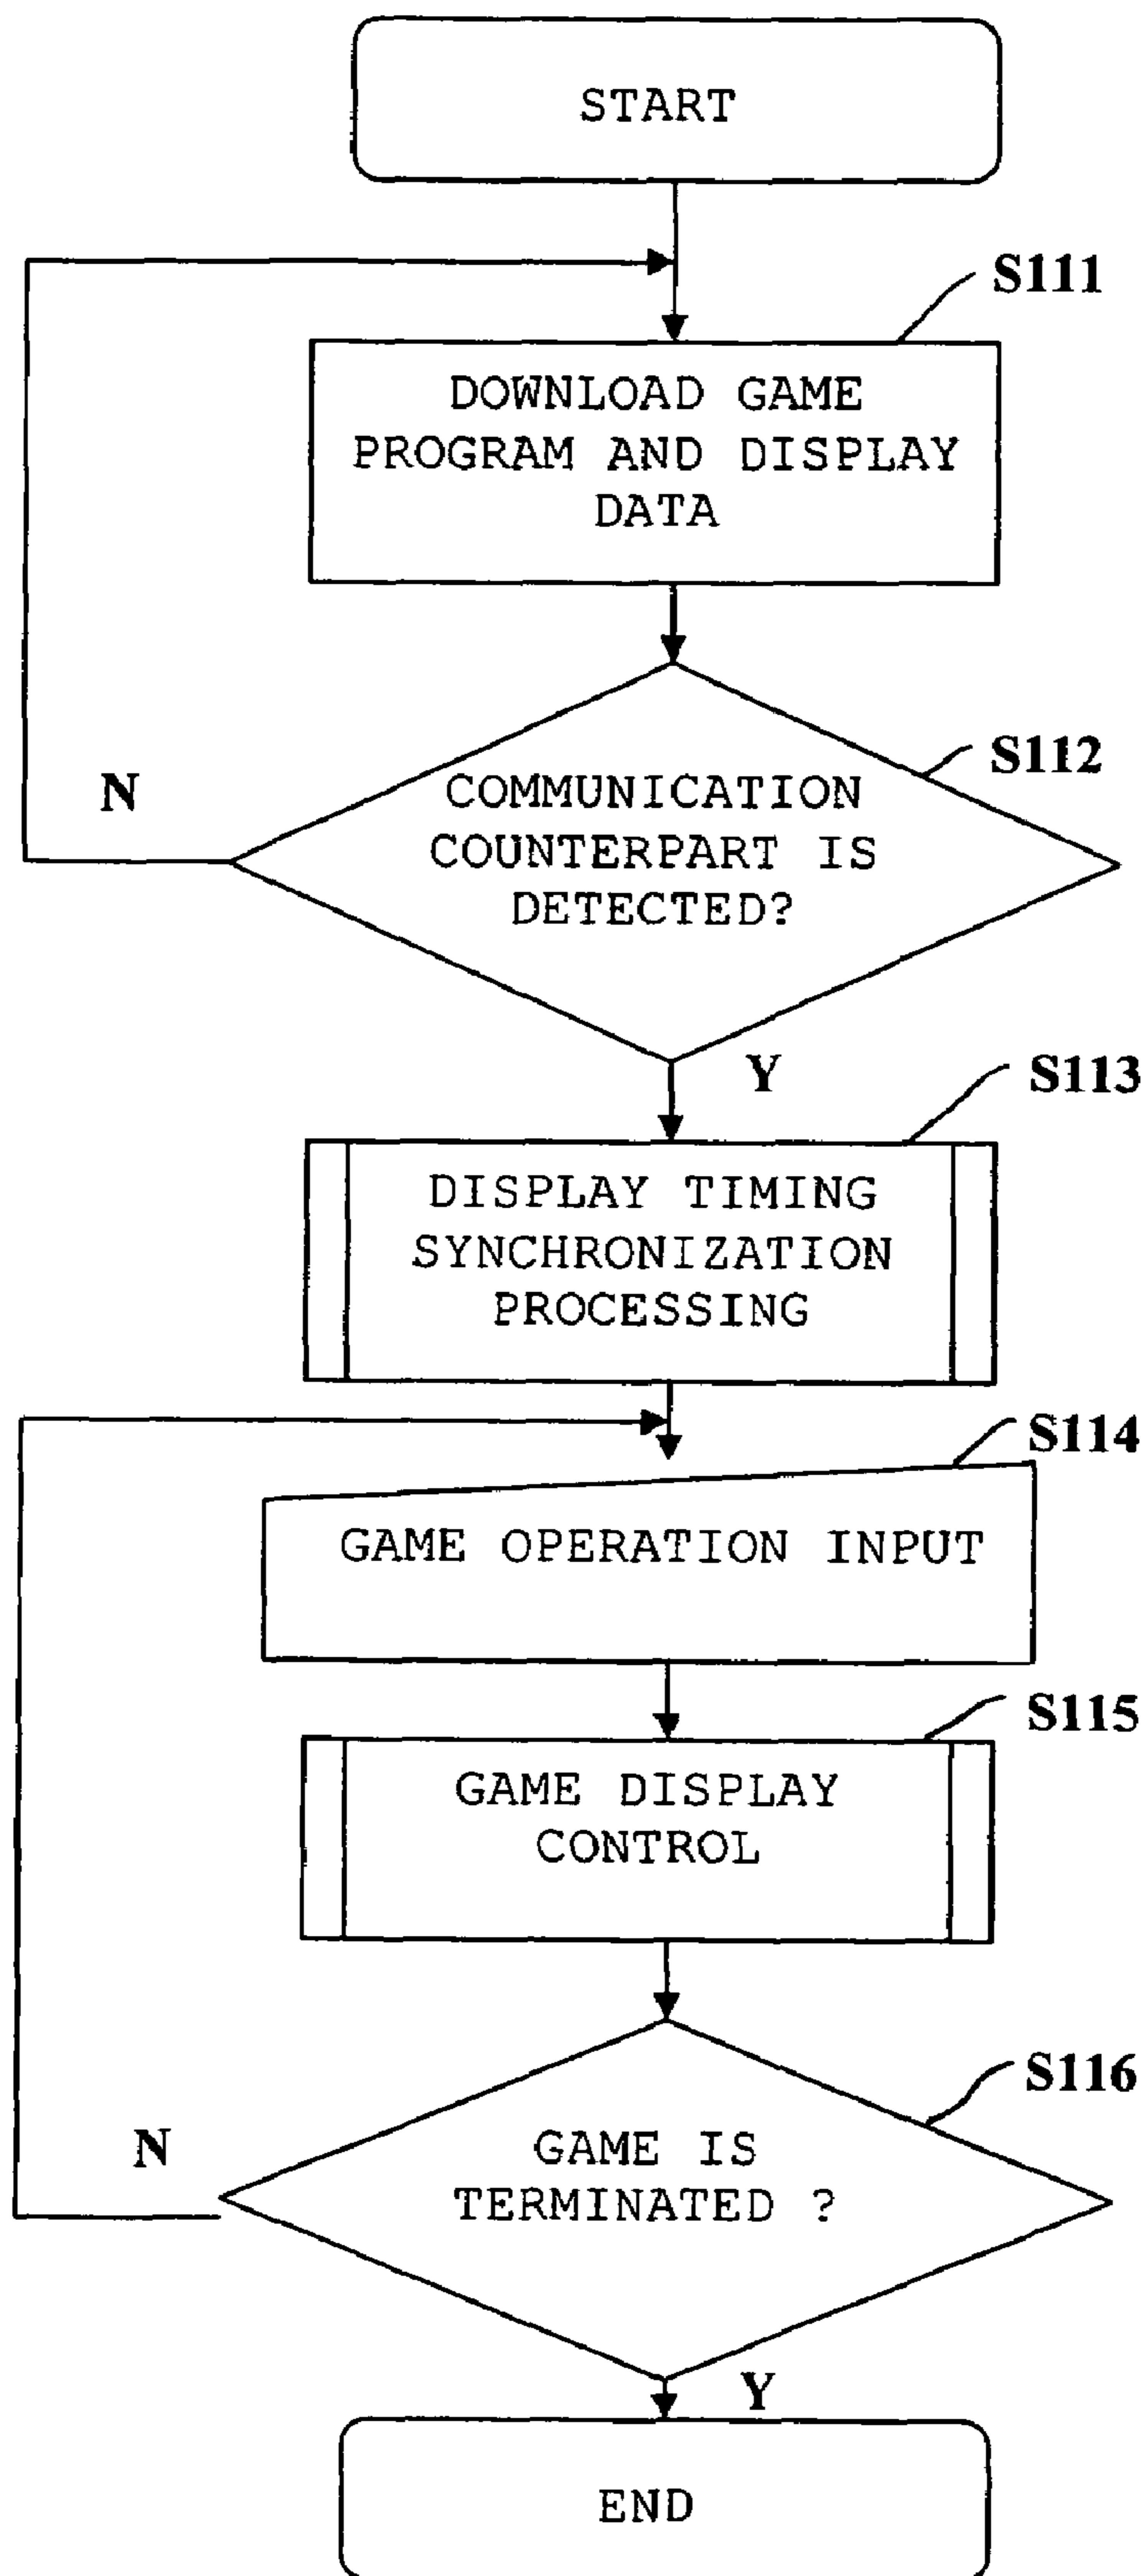 START
S111
DOWNLOAD GAME
PROGRAM AND DISPLAY
DATA
S112
N
COMMUNICATION
COUNTERPART IS
DETECTED?
Y
S113
DISPLAY TIMING
SYNCHRONIZATION
PROCESSING
S114
GAME OPERATION INPUT
S115
GAME DISPLAY
CONTROL
S116
N
GAME IS
TERMINATED ?
Y
END